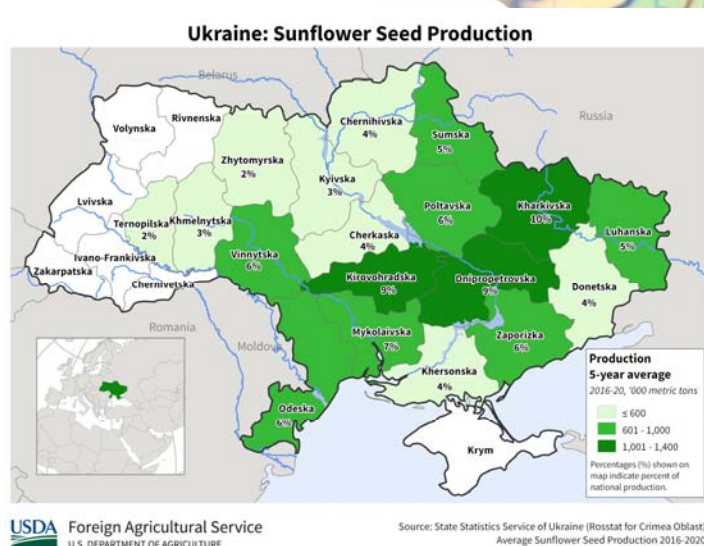 Ukraine: Sunflower Seed Production
Belarus
Russia
Rivnenska
Volynska
Chernihivska
4%
Sumska
5%
Zhytomyrska
2%
Kyivska
3%
Lvivska
Poltavska
6%
Kharkivska
10%
Ternopilska
2%
Khmelnytska
3%
Luhanska
5%
Cherkaska
4%
Vinnytska
6%
Ivano-Frankivska
Zakarpatska
Chernivetska
Kirovohradska
9%
Dnipropetrovska
9%
Donetska
4%
Romania
Moldova
Mykolaivska
7%
Zaporizka
6%
Khersonska
4%
Odeska
6%
Krym
Production
5-year average
2016-20, '000 metric tons
≤ 600
601 - 1,000
1,001 - 1,400
Percentages (%) shown on
map indicate percent of
national production.
USDA
Foreign Agricultural Service
U.S. DEPARTMENT OF AGRICULTURE
Source: State Statistics Service of Ukraine (Rosstat for Crimea Oblast)
Average Sunflower Seed Production 2016-2020